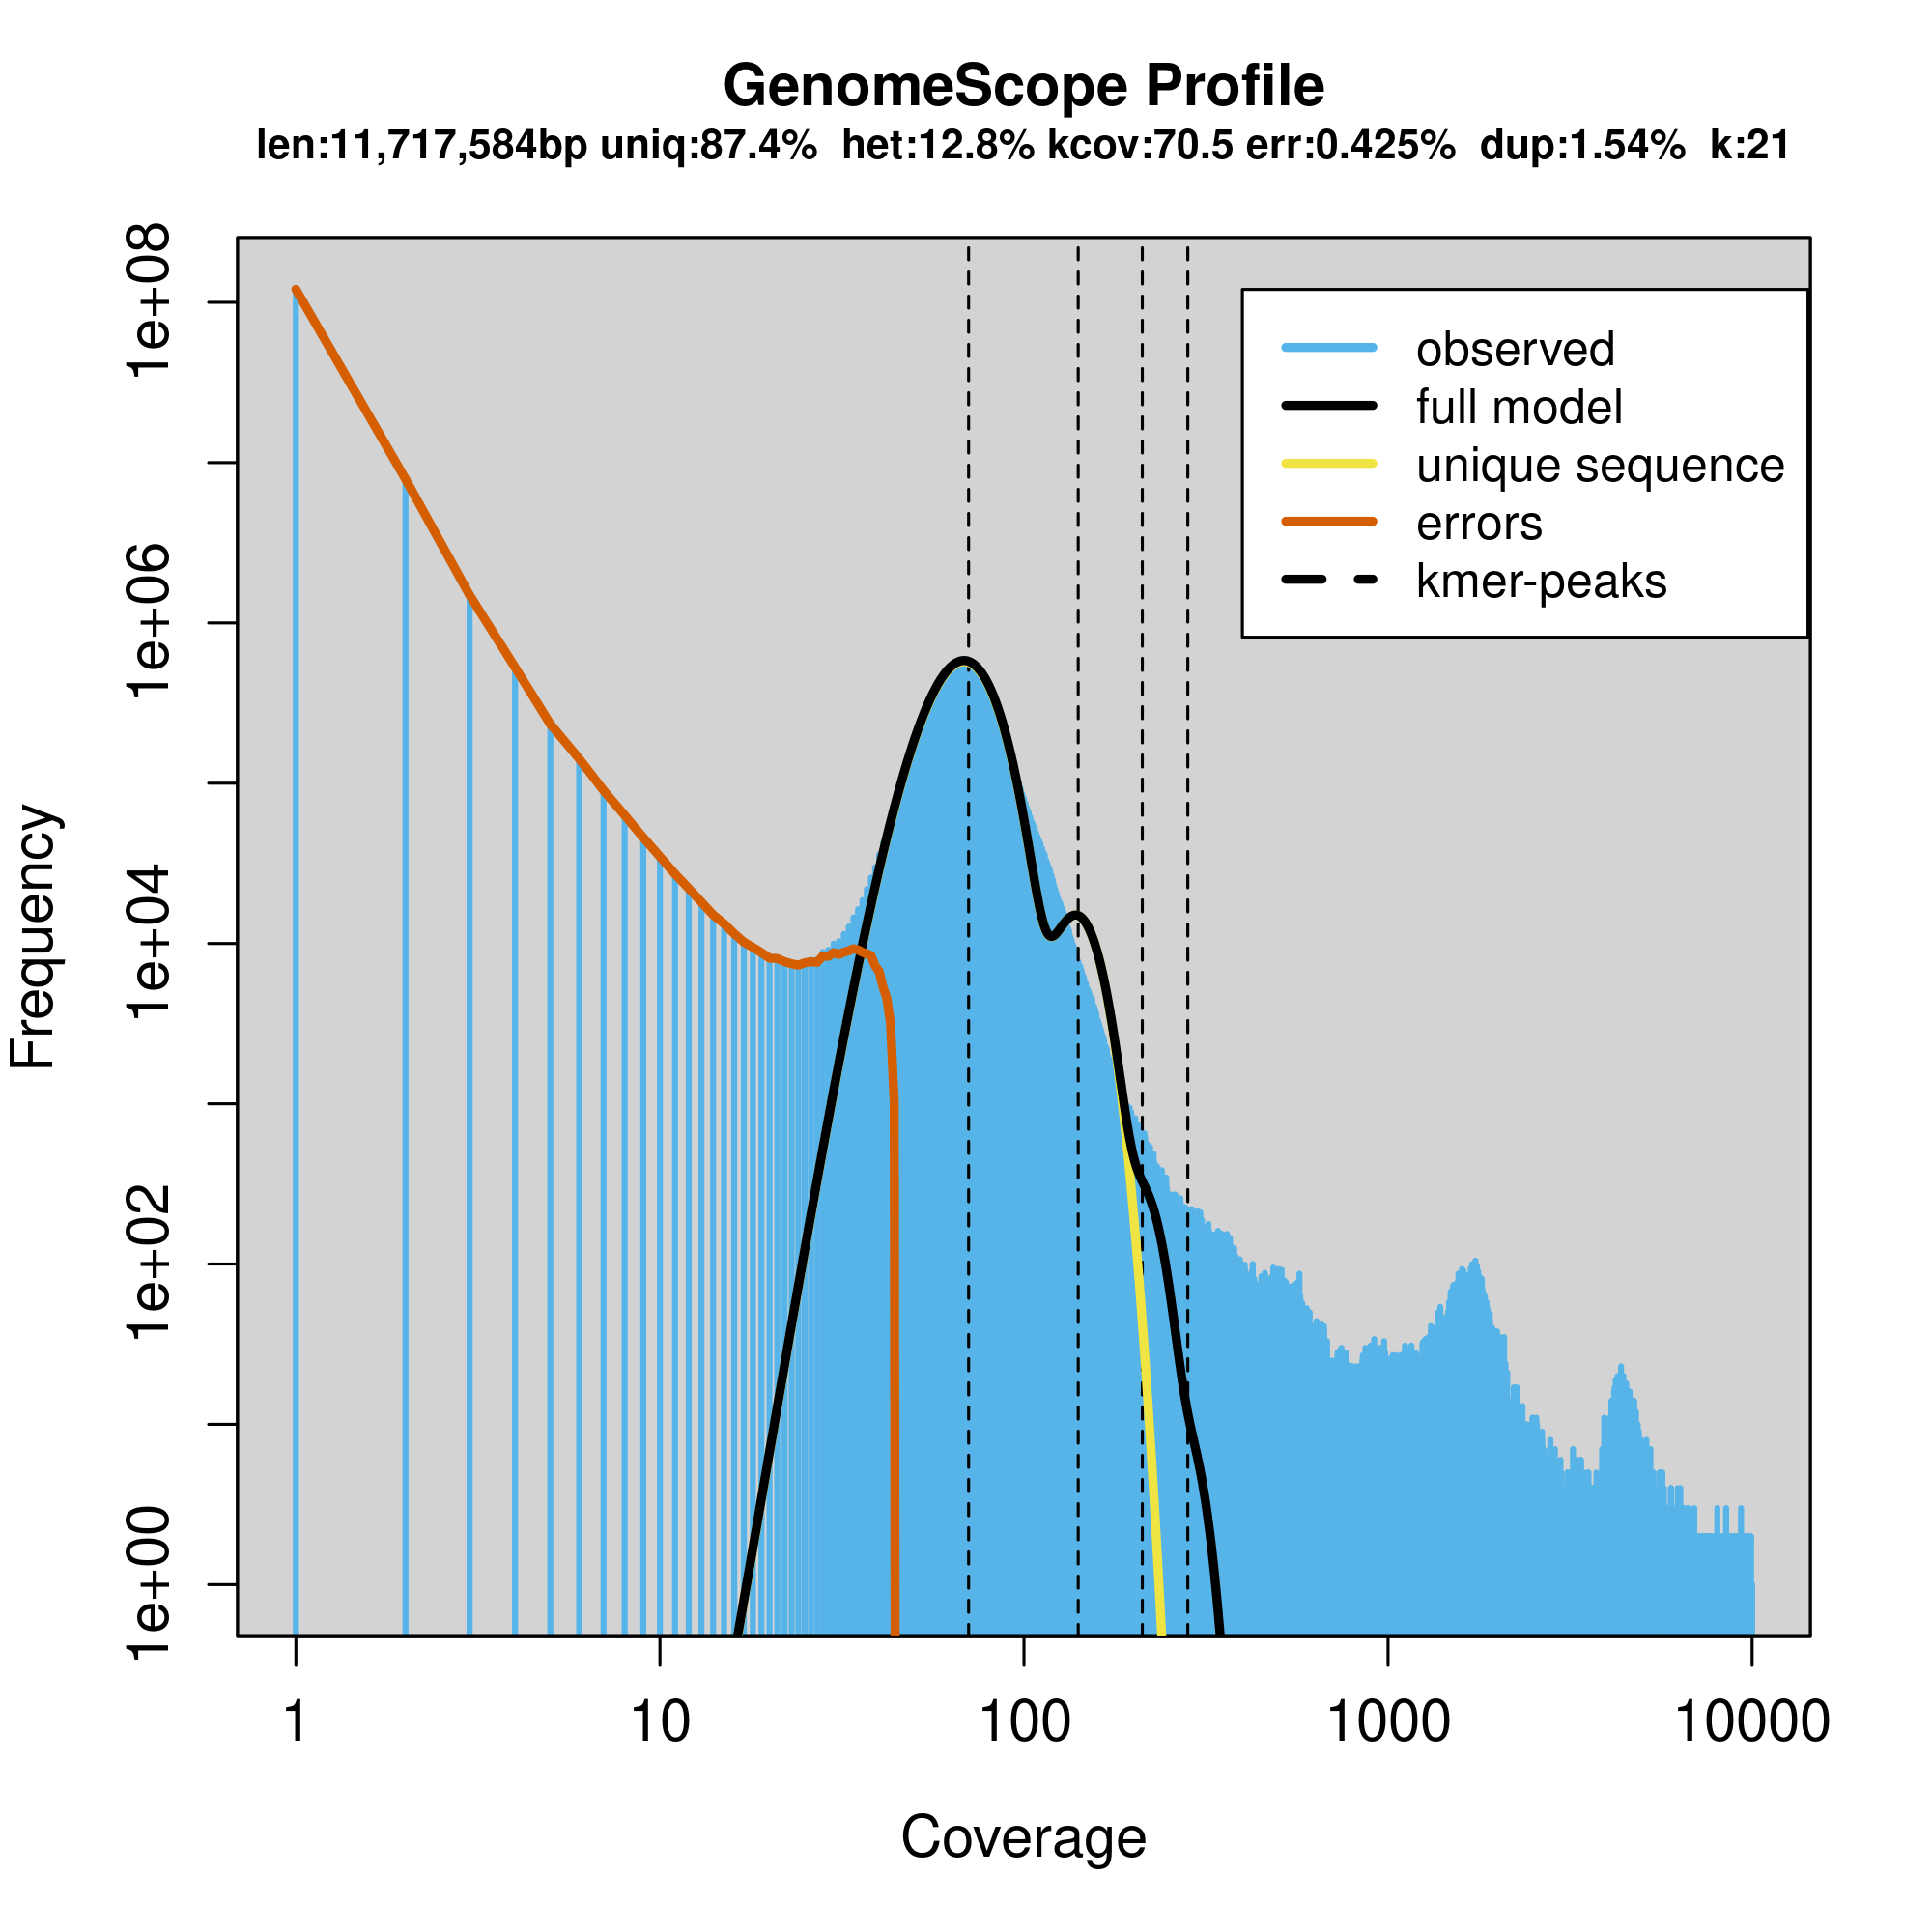 GenomeScope Profile
len:11,717,584bp uniq:87.4% het:12.8% kcov:70.5 err:0.425% dup:1.54% k:21
1e+08
1e+06
1e+04
1e+02
1e+00
Frequency
observed
full model
unique sequence
errors
kmer-peaks
1 10 100 1000 10000
Coverage